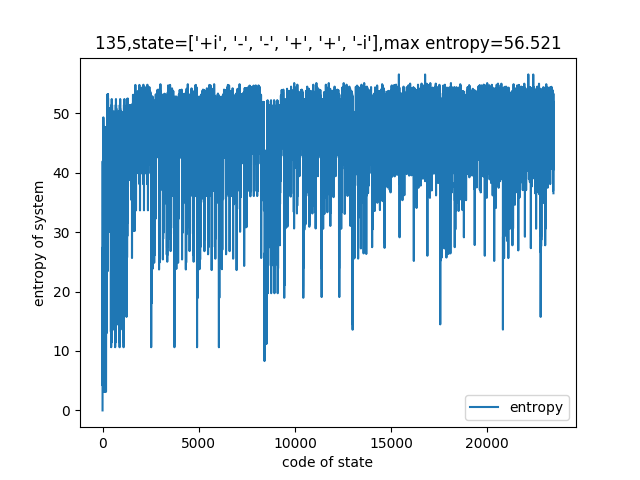 135,state=['+i', '-', '-', '+', '+', '-i'],max entropy=56.521
entropy of system
50
40
30
20
10
0
entropy
0 5000 10000 15000 20000
code of state